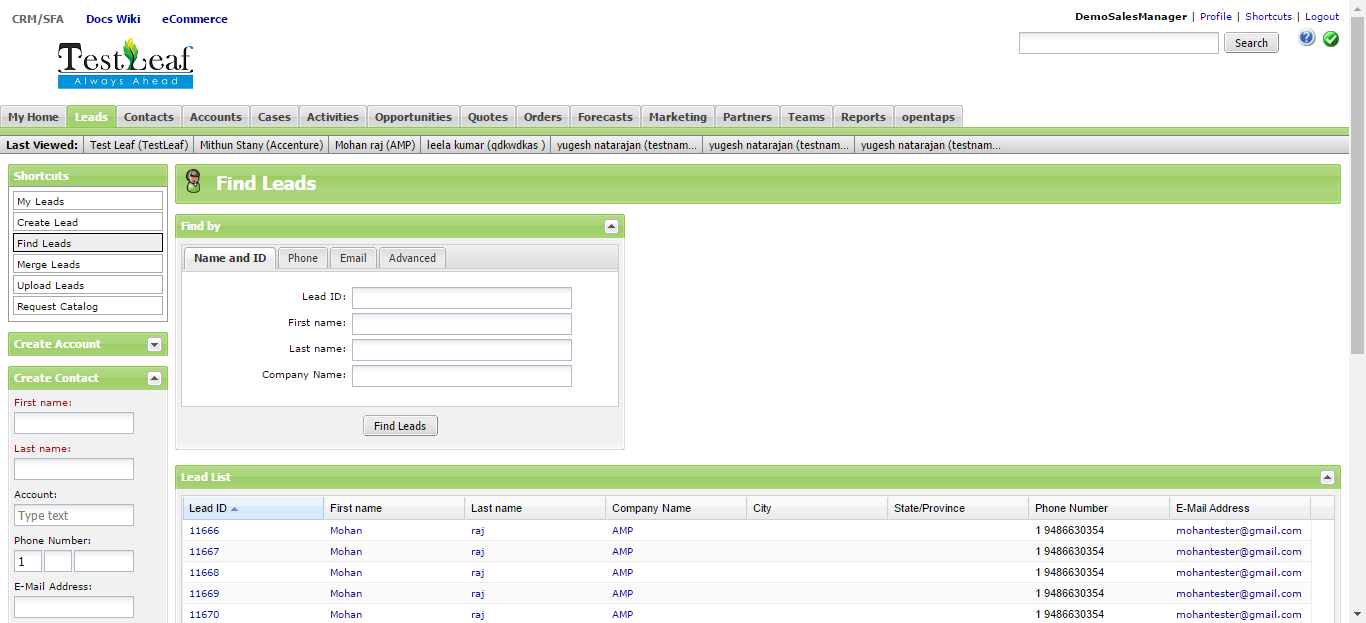 CRM/SFA Docs Wiki eCommerce
DemoSalesManager | Profile | Shortcuts | Logout
TestLeaf
Always Ahead
Search
My Home Leads Contacts Accounts Cases Activities Opportunities Quotes Orders Forecasts Marketing Partners Teams Reports opentaps
Last Viewed: Test Leaf (TestLeaf) Mithun Stany (Accenture) Mohan raj (AMP) leela kumar (qdkwdkas ) yugesh natarajan (testnam... yugesh natarajan (testnam... yugesh natarajan (testnam...
Shortcuts
My Leads
Create Lead
Find Leads
Merge Leads
Upload Leads
Request Catalog
Create Account
Create Contact
First name:
Last name:
Account:
Type text
Phone Number:
1
E-Mail Address:
Find Leads
Find by
Name and ID Phone Email Advanced
Lead ID:
First name:
Last name:
Company Name:
Find Leads
Lead List
Lead ID First name Last name Company Name City State/Province Phone Number E-Mail Address
11666 Mohan raj AMP 1 9486630354 mohantester@gmail.com
11667 Mohan raj AMP 1 9486630354 mohantester@gmail.com
11668 Mohan raj AMP 1 9486630354 mohantester@gmail.com
11669 Mohan raj AMP 1 9486630354 mohantester@gmail.com
11670 Mohan raj AMP 1 9486630354 mohantester@gmail.com